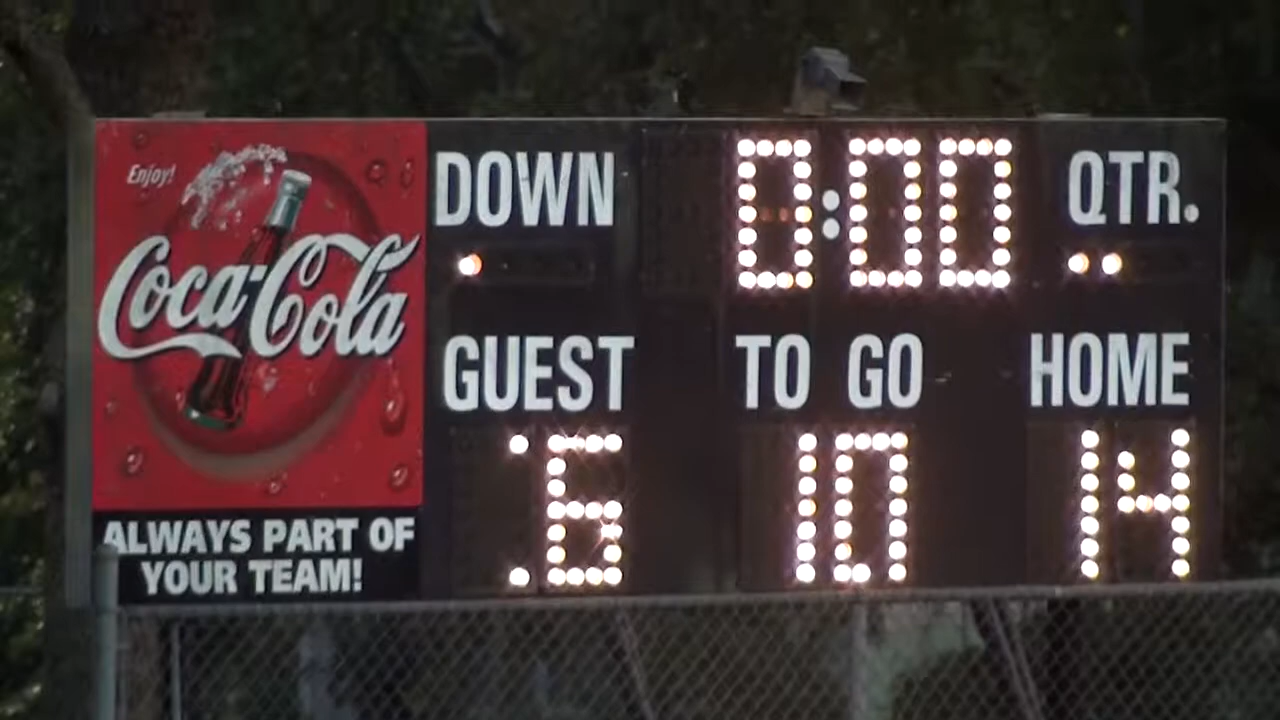 Enjoy!
Coca-Cola
ALWAYS PART OF
YOUR TEAM!
DOWN
0:00
QTR.
GUEST
TO GO
HOME
6
10
14